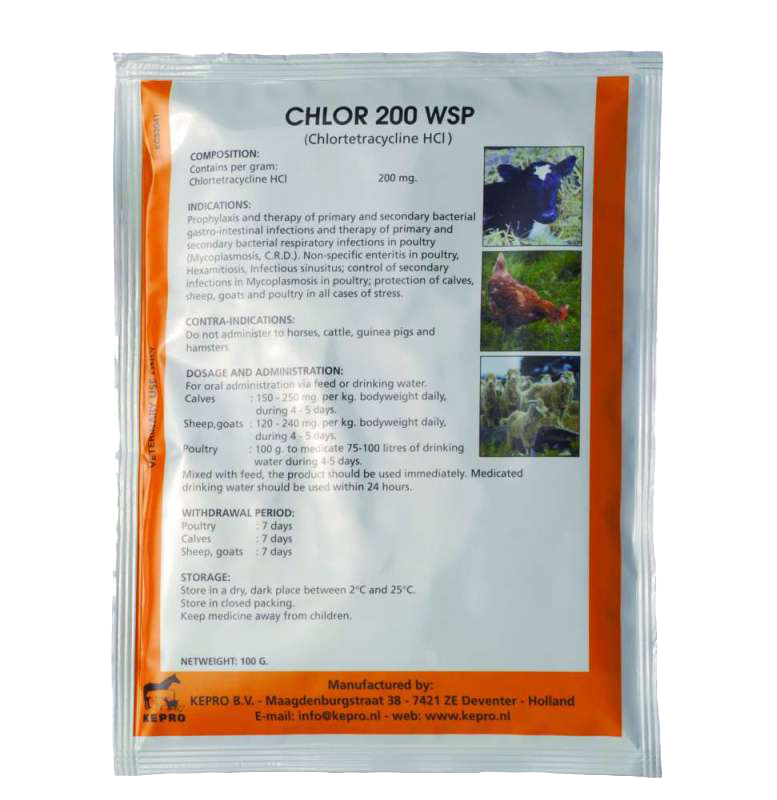 CHLOR 200 WSP
(Chlortetracycline HCl)
COMPOSITION:
Contains per gram:
Chlortetracycline HCl 200 mg.
INDICATIONS:
Prophylaxis and therapy of primary and secondary bacterial
gastro-intestinal infections and therapy of primary and
secondary bacterial respiratory infections in poultry
(Mycoplasmosis, C.R.D.). Non-specific enteritis in poultry,
Hexamitiosis, Infectious sinusitus; control of secondary
infections in Mycoplasmosis in poultry; protection of calves,
sheep, goats and poultry in all cases of stress.
CONTRA-INDICATIONS:
Do not administer to horses, cattle, guinea pigs and
hamsters.
DOSAGE AND ADMINISTRATION:
For oral administration via feed or drinking water.
Calves : 150 - 250 mg. per kg. bodyweight daily,
during 4 - 5 days.
Sheep,goats : 120 - 240 mg. per kg. bodyweight daily,
during 4 - 5 days.
Poultry : 100 g. to medicate 75-100 litres of drinking
water during 4-5 days.
Mixed with feed, the product should be used immediately. Medicated
drinking water should be used within 24 hours.
WITHDRAWAL PERIOD:
Poultry : 7 days
Calves : 7 days
Sheep, goats : 7 days
STORAGE:
Store in a dry, dark place between 2°C and 25°C.
Store in closed packing.
Keep medicine away from children.
NETWEIGHT: 100 G.
VETERINARY USE ONLY
KEPRO
Manufactured by:
KEPRO B.V. - Maagdenburgstraat 38 - 7421 ZE Deventer - Holland
E-mail: info@kepro.nl - web: www.kepro.nl